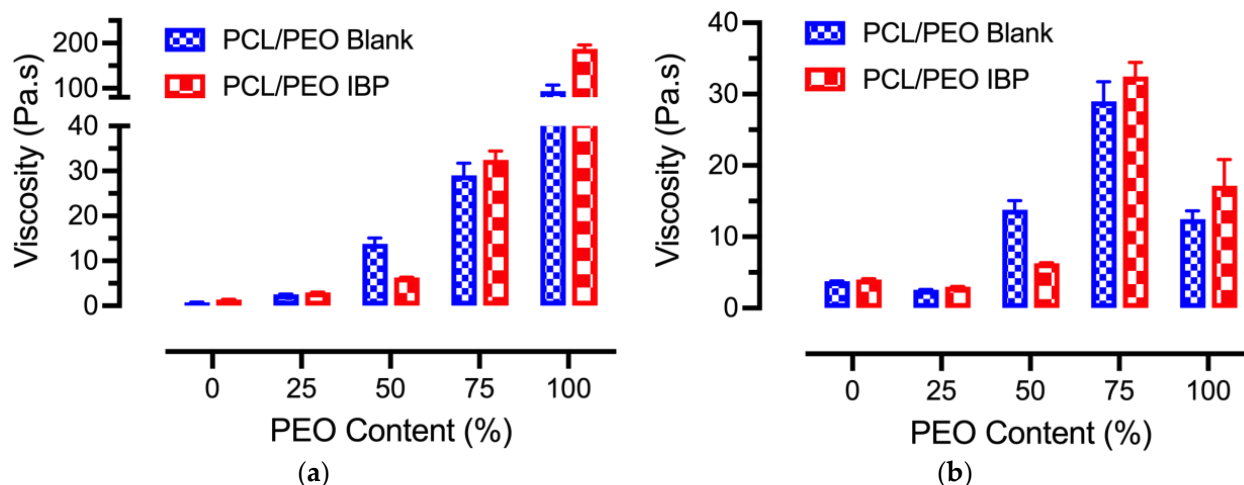 PCL/PEO Blank
PCL/PEO IBP
Viscosity (Pa.s)
200
100
40
30
20
10
0
0 25 50 75 100
PEO Content (%)
(a)
PCL/PEO Blank
PCL/PEO IBP
Viscosity (Pa.s)
40
30
20
10
0
0 25 50 75 100
PEO Content (%)
(b)